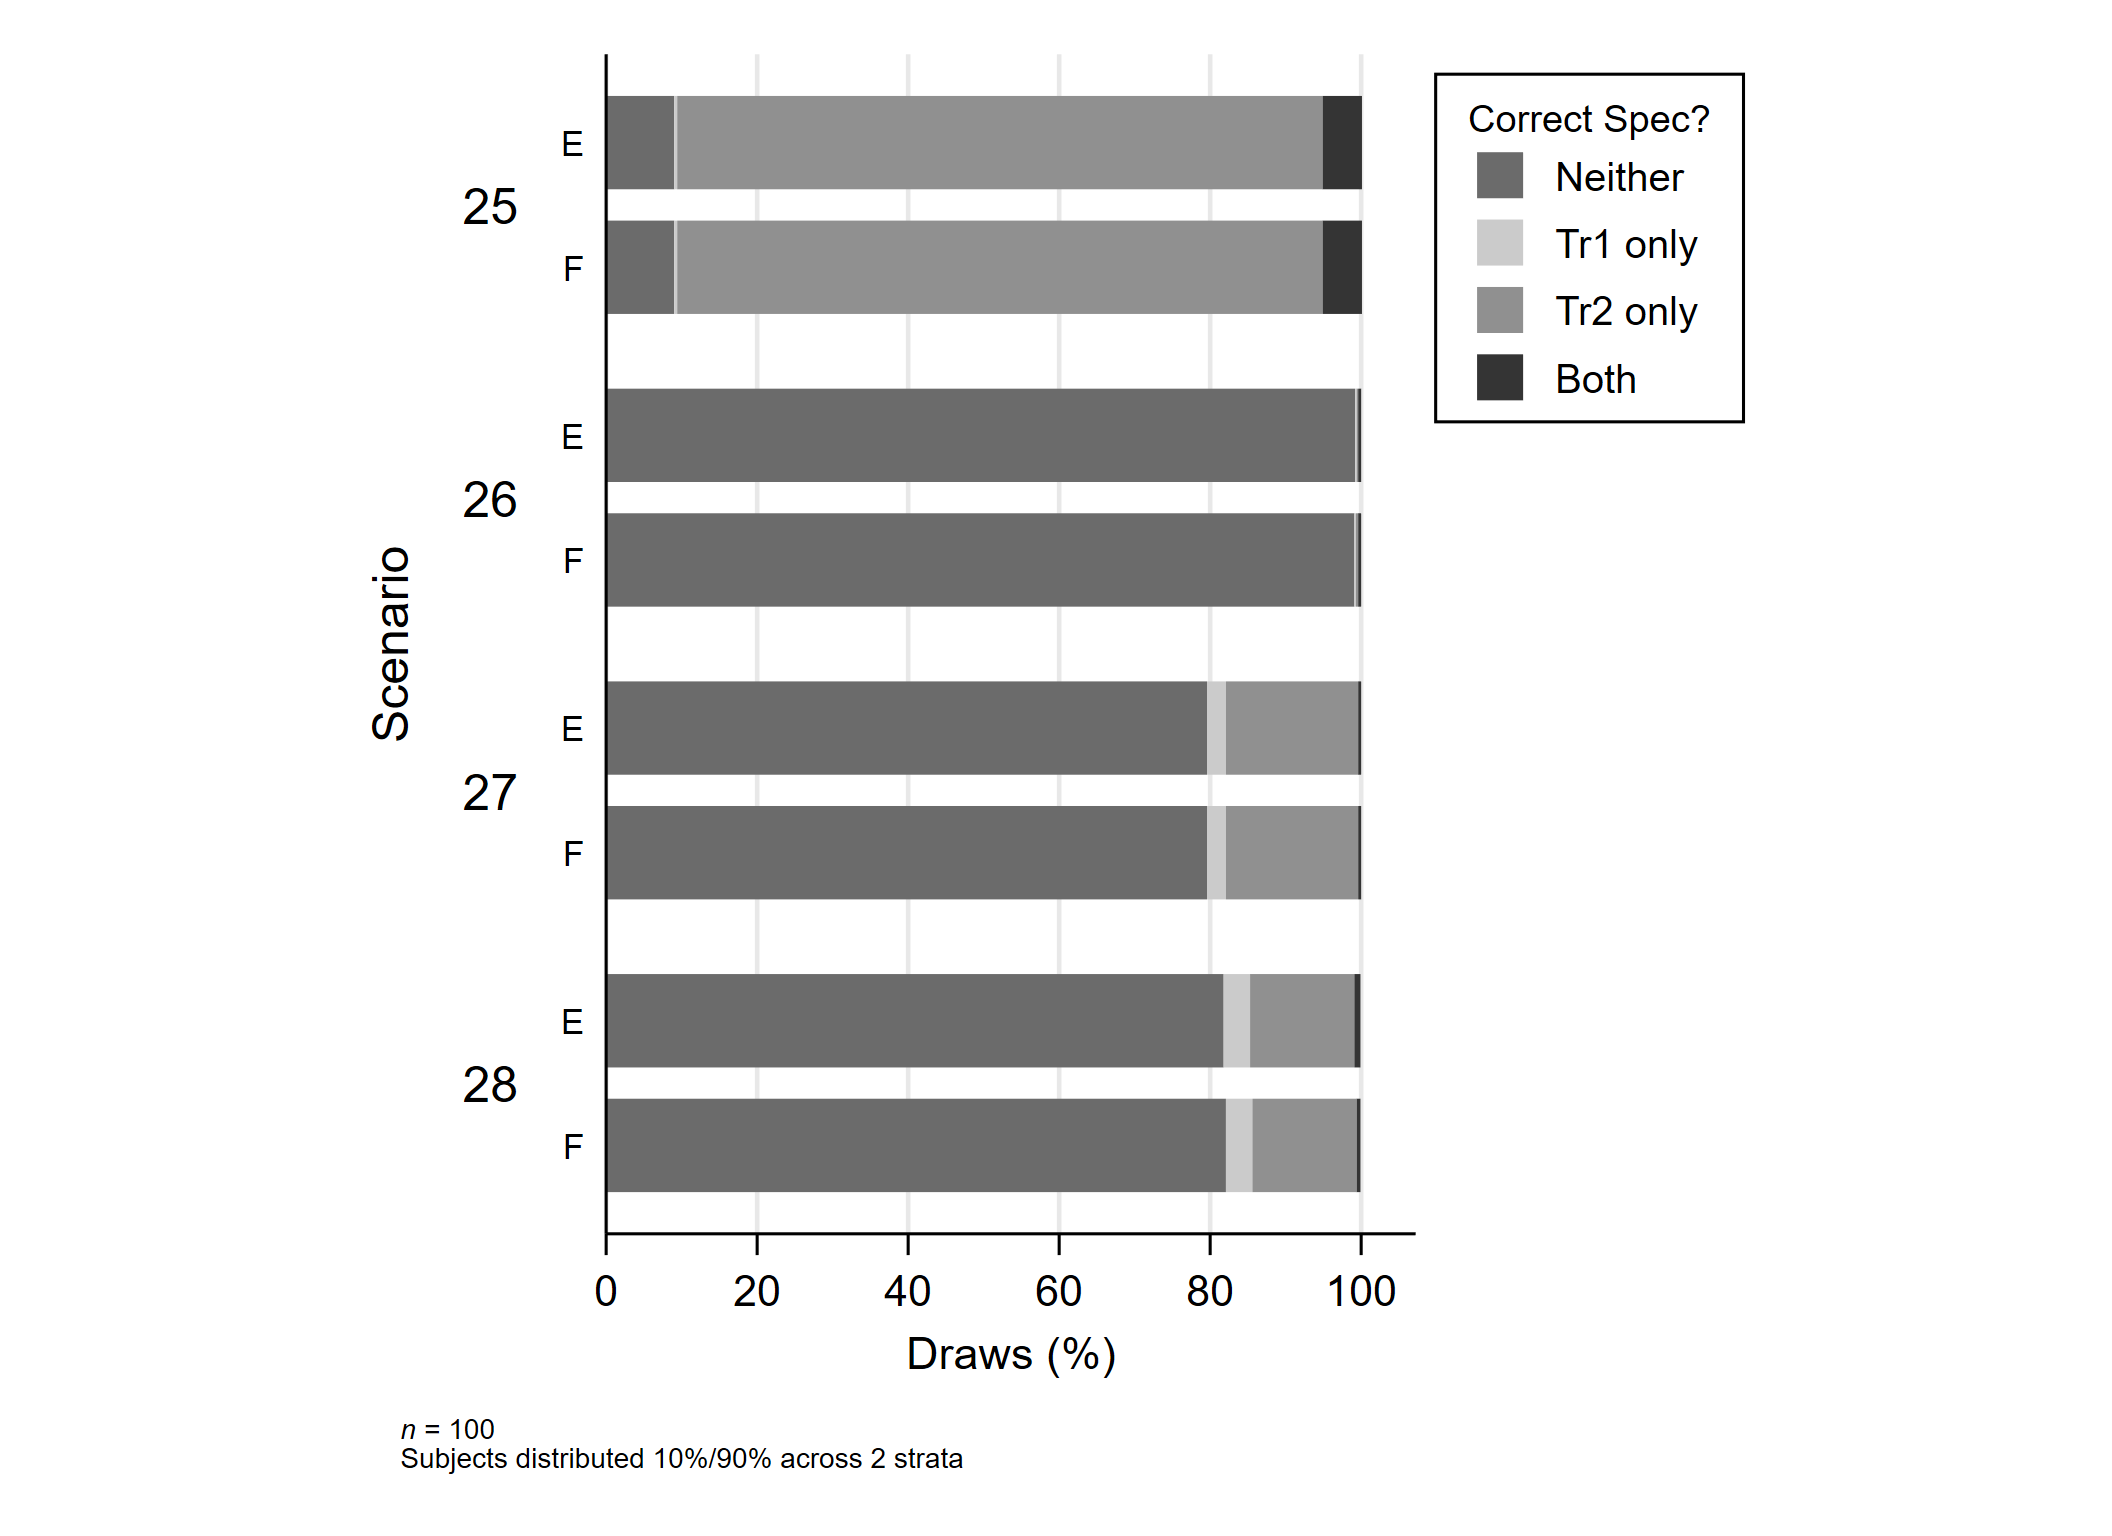 Correct Spec?
Neither
Tr1 only
Tr2 only
Both
Scenario
25
E
F
26
E
F
27
E
F
28
E
F
0 20 40 60 80 100
Draws (%)
n = 100
Subjects distributed 10%/90% across 2 strata